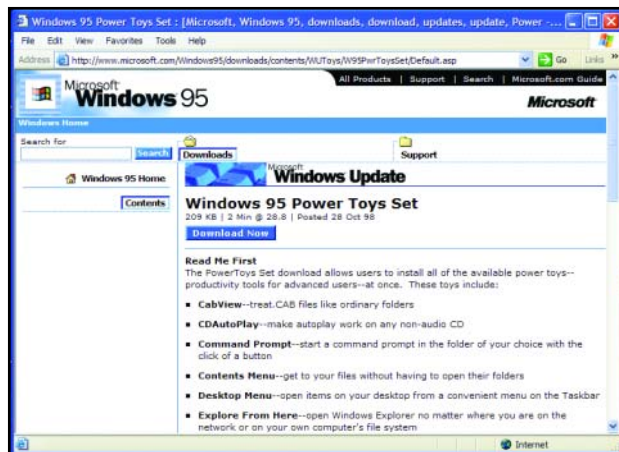 Windows 95 Power Toys Set : [Microsoft, Windows 95, downloads, download, updates, update, Power -...
File Edit View Favorites Tools Help
Address http://www.microsoft.com/Windows95/downloads/contents/WUToys/W95PwrToysSet/Default.asp Go Links »
All Products | Support | Search | Microsoft.com Guide
Microsoft
Windows 95
Microsoft
Windows Home
Search for
Search
Downloads
Support
Windows 95 Home
Contents
Microsoft
Windows Update
Windows 95 Power Toys Set
209 KB | 2 Min @ 28.8 | Posted 28 Oct 98
Download Now
Read Me First
The PowerToys Set download allows users to install all of the available power toys--
productivity tools for advanced users--at once. These toys include:
▪ CabView--treat.CAB files like ordinary folders
▪ CDAutoPlay--make autoplay work on any non-audio CD
▪ Command Prompt--start a command prompt in the folder of your choice with the
click of a button
▪ Contents Menu--get to your files without having to open their folders
▪ Desktop Menu--open items on your desktop from a convenient menu on the Taskbar
▪ Explore From Here--open Windows Explorer no matter where you are on the
network or on your own computer's file system
Internet